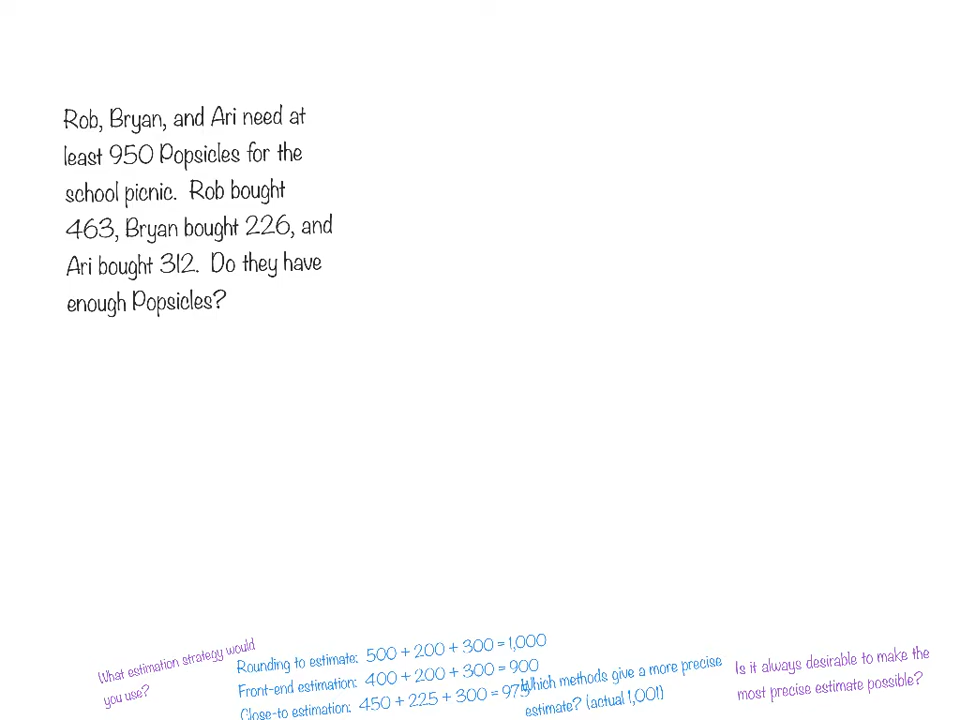 Rob, Bryan, and Ari need at
least 950 Popsicles for the
school picnic. Rob bought
463, Bryan bought 226, and
Ari bought 312. Do they have
enough Popsicles?
What estimation strategy would
you use?
Rounding to estimate: 500 + 200 + 300 = 1,000
Front-end estimation: 400 + 200 + 300 = 900
Close-to estimation: 450 + 225 + 300 = 975
Which methods give a more precise
estimate? (actual 1,001)
Is it always desirable to make the
most precise estimate possible?